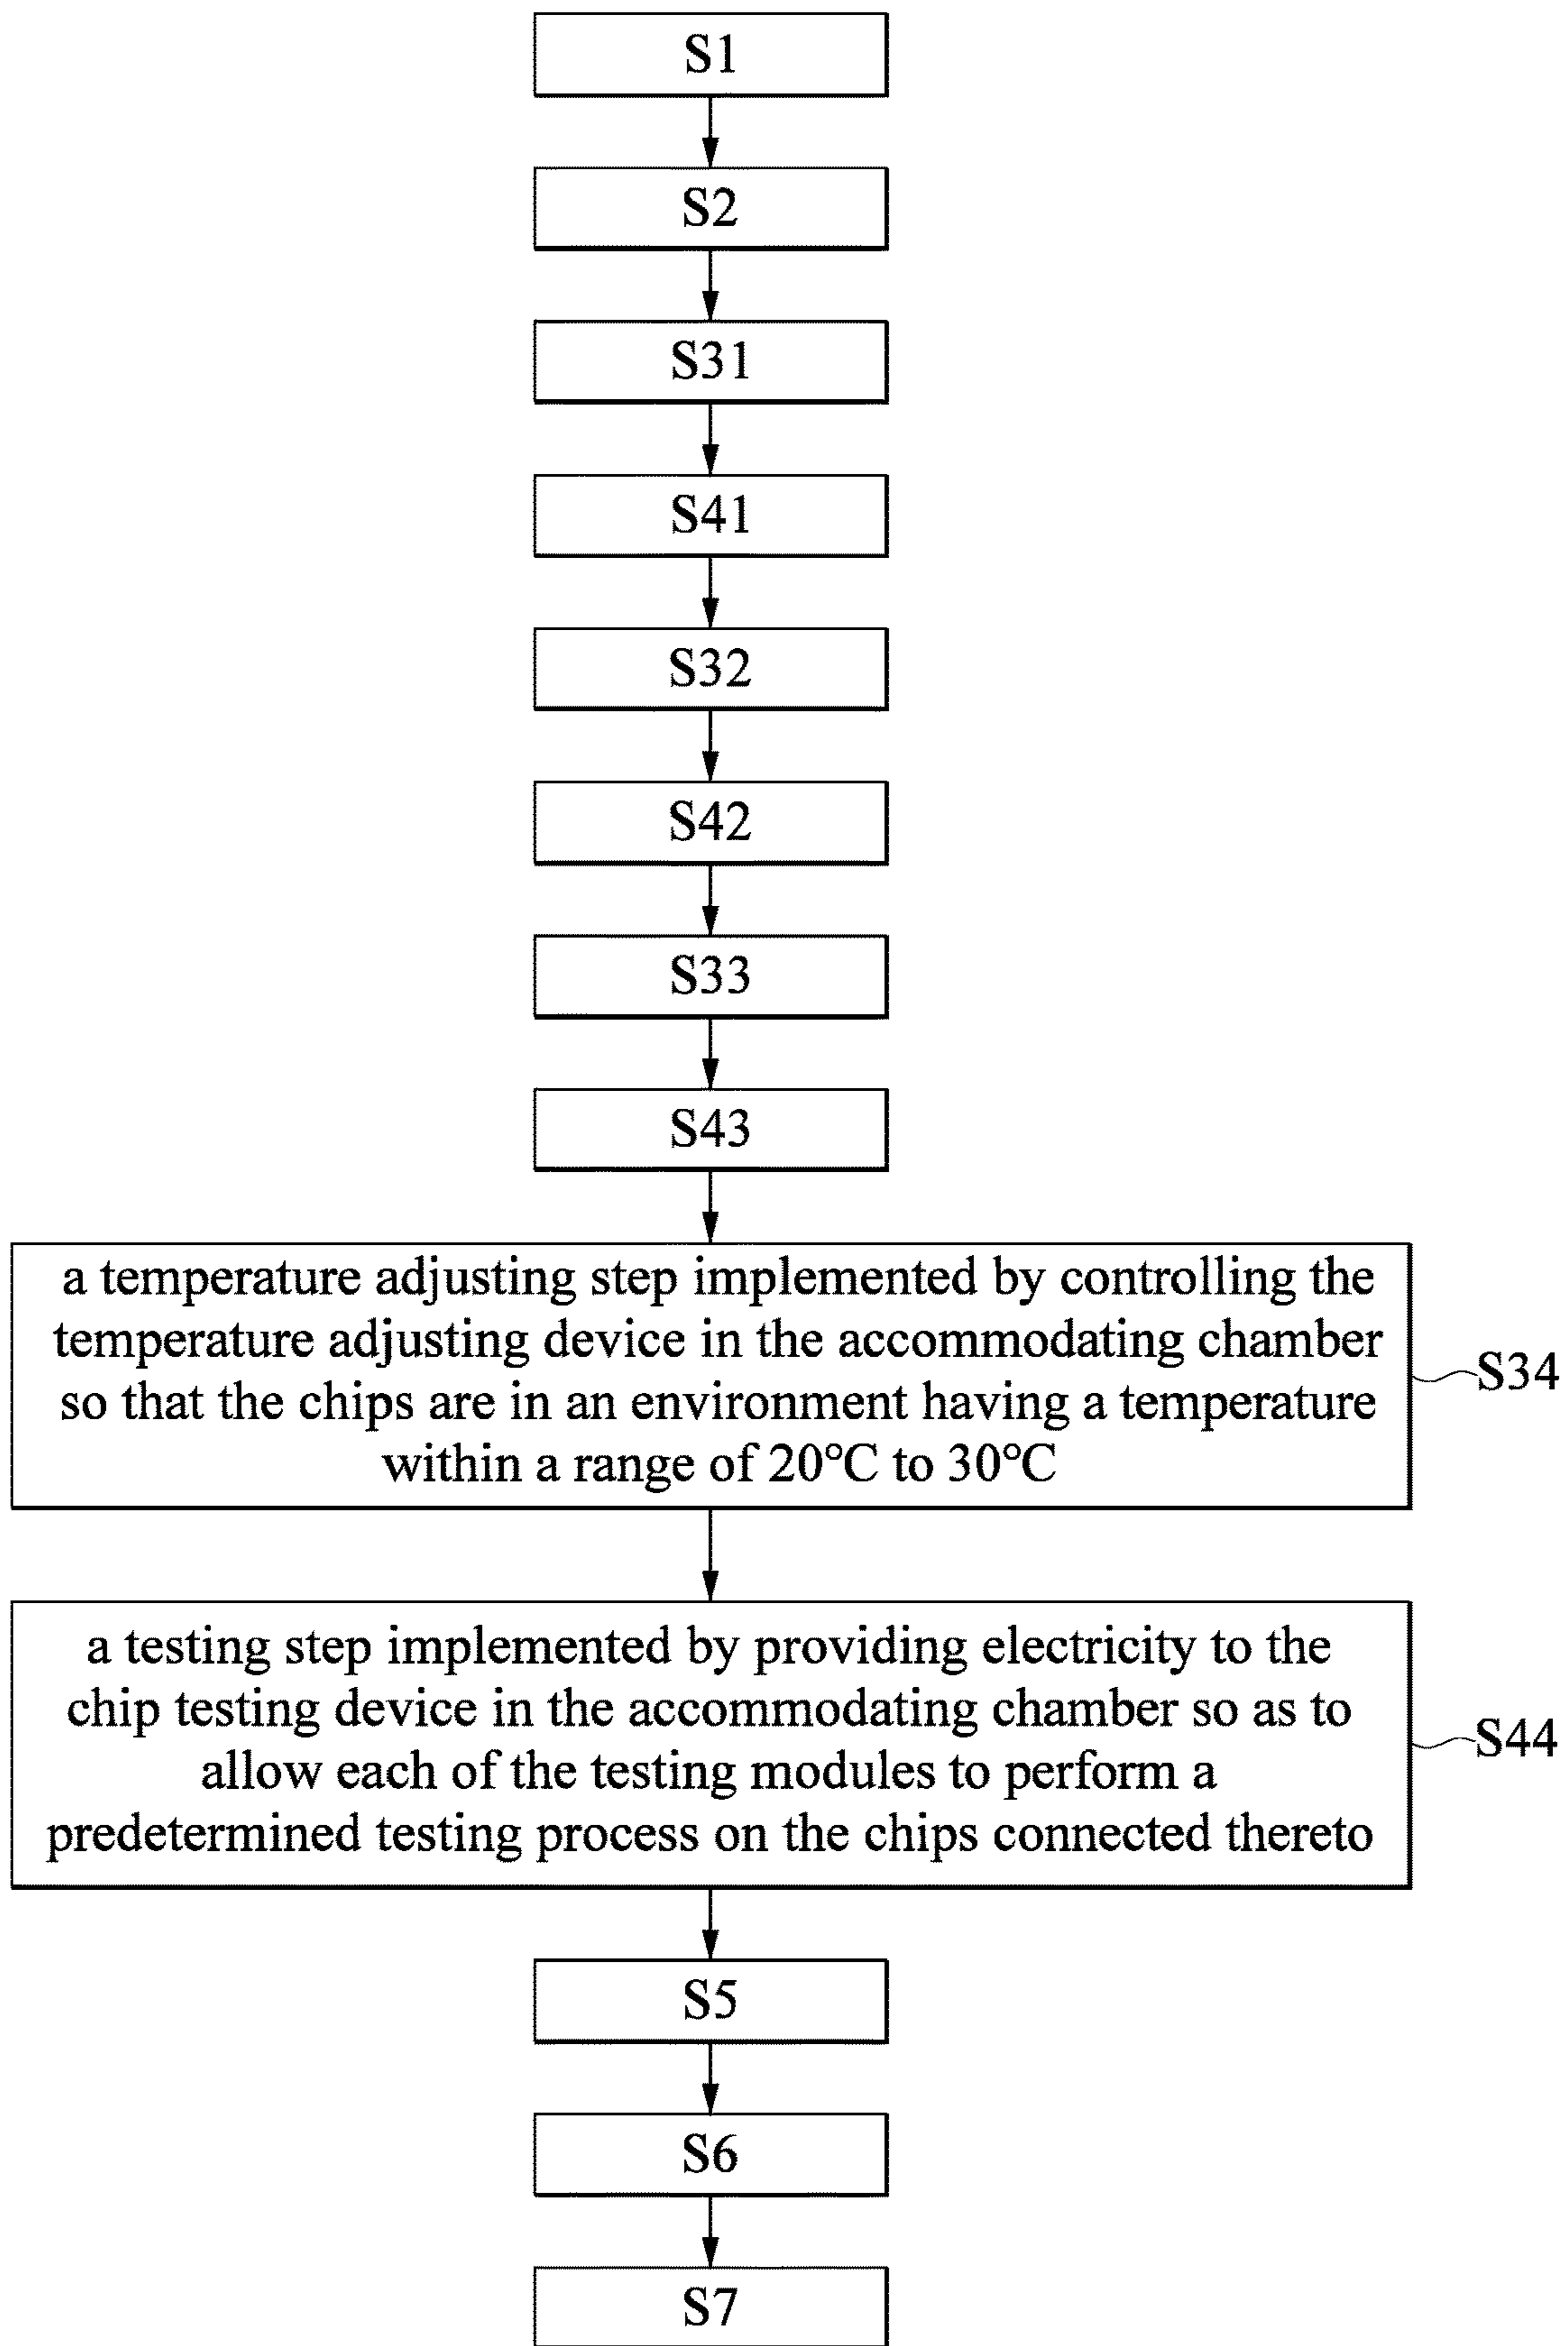 S1
S2
S31
S41
S32
S42
S33
S43
a temperature adjusting step implemented by controlling the
temperature adjusting device in the accommodating chamber
so that the chips are in an environment having a temperature
within a range of 20°C to 30°C
S34
a testing step implemented by providing electricity to the
chip testing device in the accommodating chamber so as to
allow each of the testing modules to perform a
predetermined testing process on the chips connected thereto
S44
S5
S6
S7